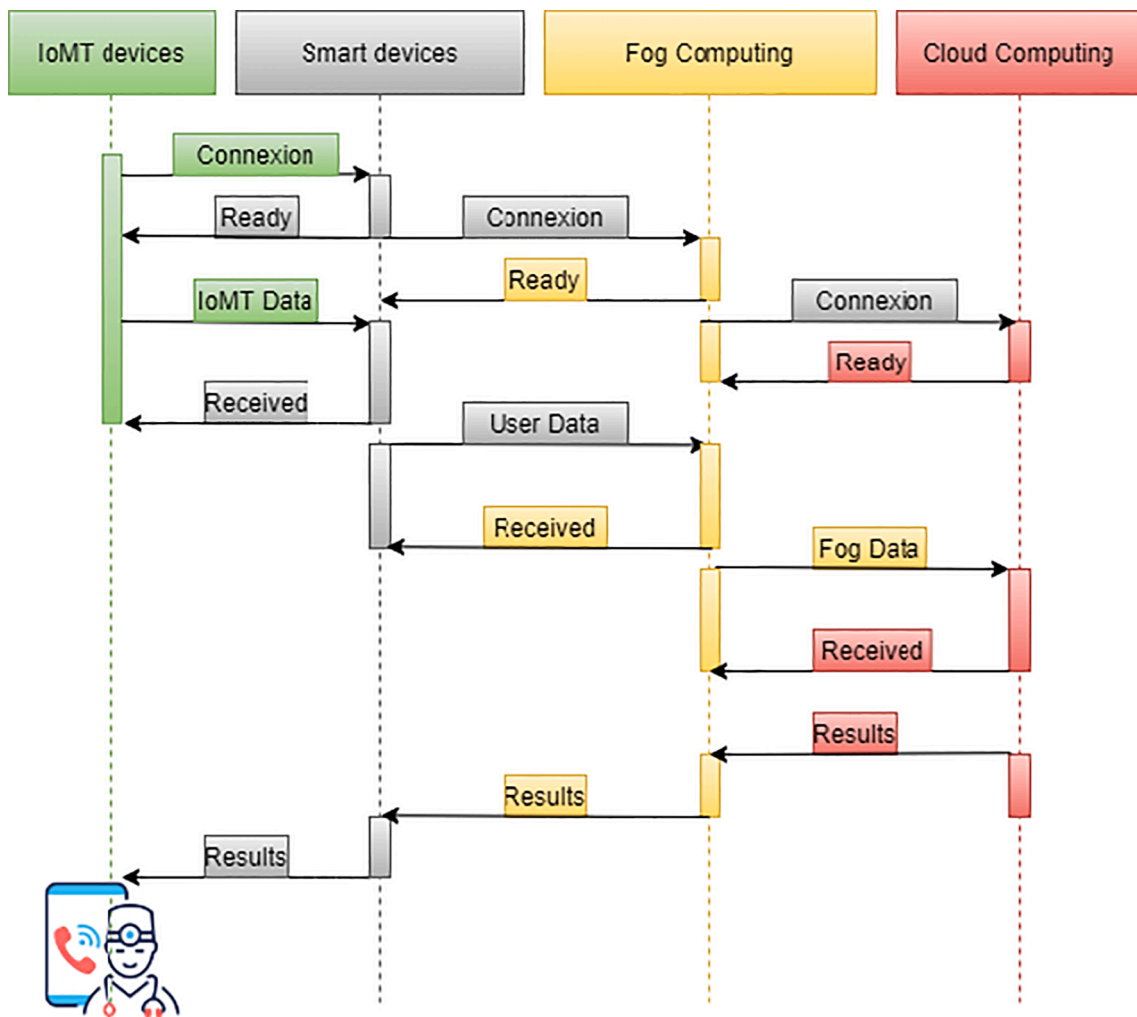 IoMT devices
Smart devices
Fog Computing
Cloud Computing
Connexion
Ready
Connexion
Ready
IoMT Data
Connexion
Ready
Received
User Data
Received
Fog Data
Received
Results
Results
Results